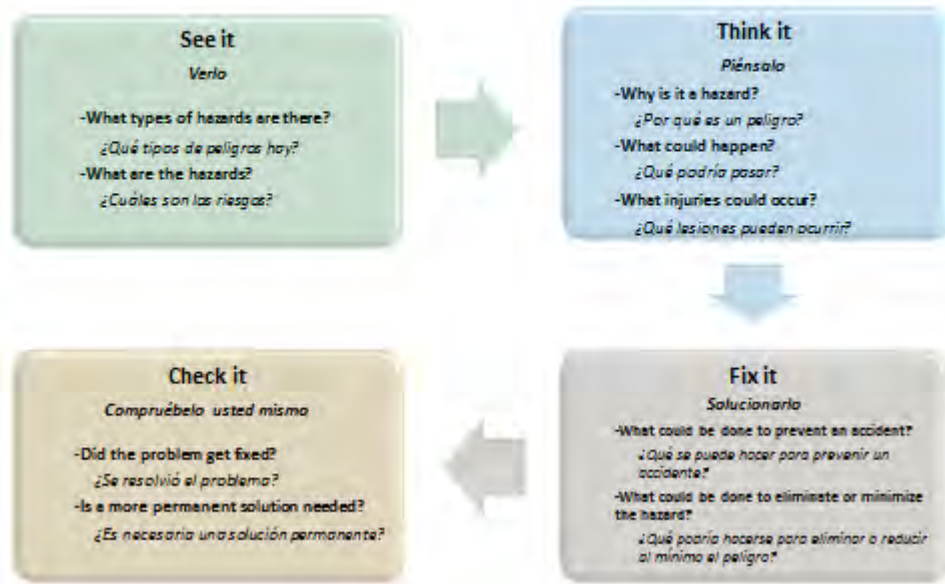 See it
Verlo
-What types of hazards are there?
¿Qué tipos de peligros hay?
-What are the hazards?
¿Cuáles son los riesgos?
Think it
Piénsalo
-Why is it a hazard?
¿Por qué es un peligro?
-What could happen?
¿Qué podría pasar?
-What injuries could occur?
¿Qué lesiones pueden ocurrir?
Fix it
Solucionarlo
-What could be done to prevent an accident?
¿Qué se puede hacer para prevenir un
accidente?
-What could be done to eliminate or minimize
the hazard?
¿Qué podría hacerse para eliminar o reducir
al mínimo el peligro?
Check it
Compruébelo usted mismo
-Did the problem get fixed?
¿Se resolvió el problema?
-Is a more permanent solution needed?
¿Es necesaria una solución permanente?